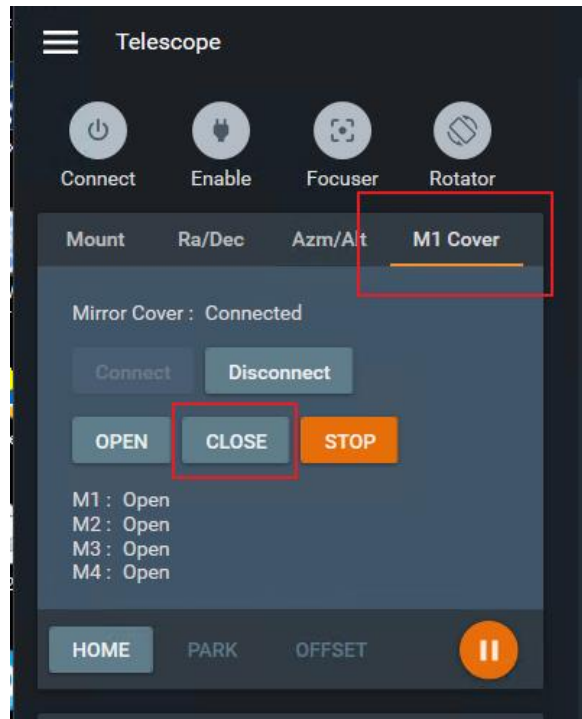 Telescope
Connect Enable Focuser Rotator
Mount Ra/Dec Azm/Alt M1 Cover
Mirror Cover : Connected
Connect Disconnect
OPEN CLOSE STOP
M1 : Open
M2 : Open
M3 : Open
M4 : Open
HOME PARK OFFSET